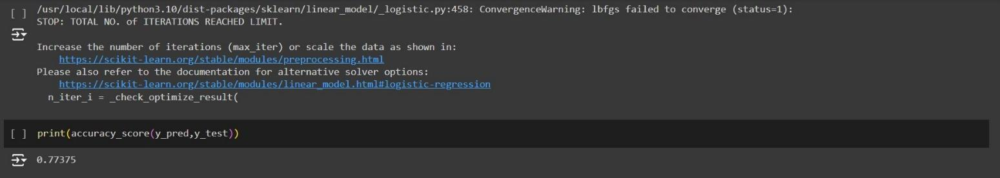 [ ] /usr/local/lib/python3.10/dist-packages/sklearn/linear_model/_logistic.py:458: ConvergenceWarning: lbfgs failed to converge (status=1):
STOP: TOTAL NO. of ITERATIONS REACHED LIMIT.
Increase the number of iterations (max_iter) or scale the data as shown in:
https://scikit-learn.org/stable/modules/preprocessing.html
Please also refer to the documentation for alternative solver options:
https://scikit-learn.org/stable/modules/linear_model.html#logistic-regression
n_iter_i = _check_optimize_result(
[ ] print(accuracy_score(y_pred,y_test))
0.77375